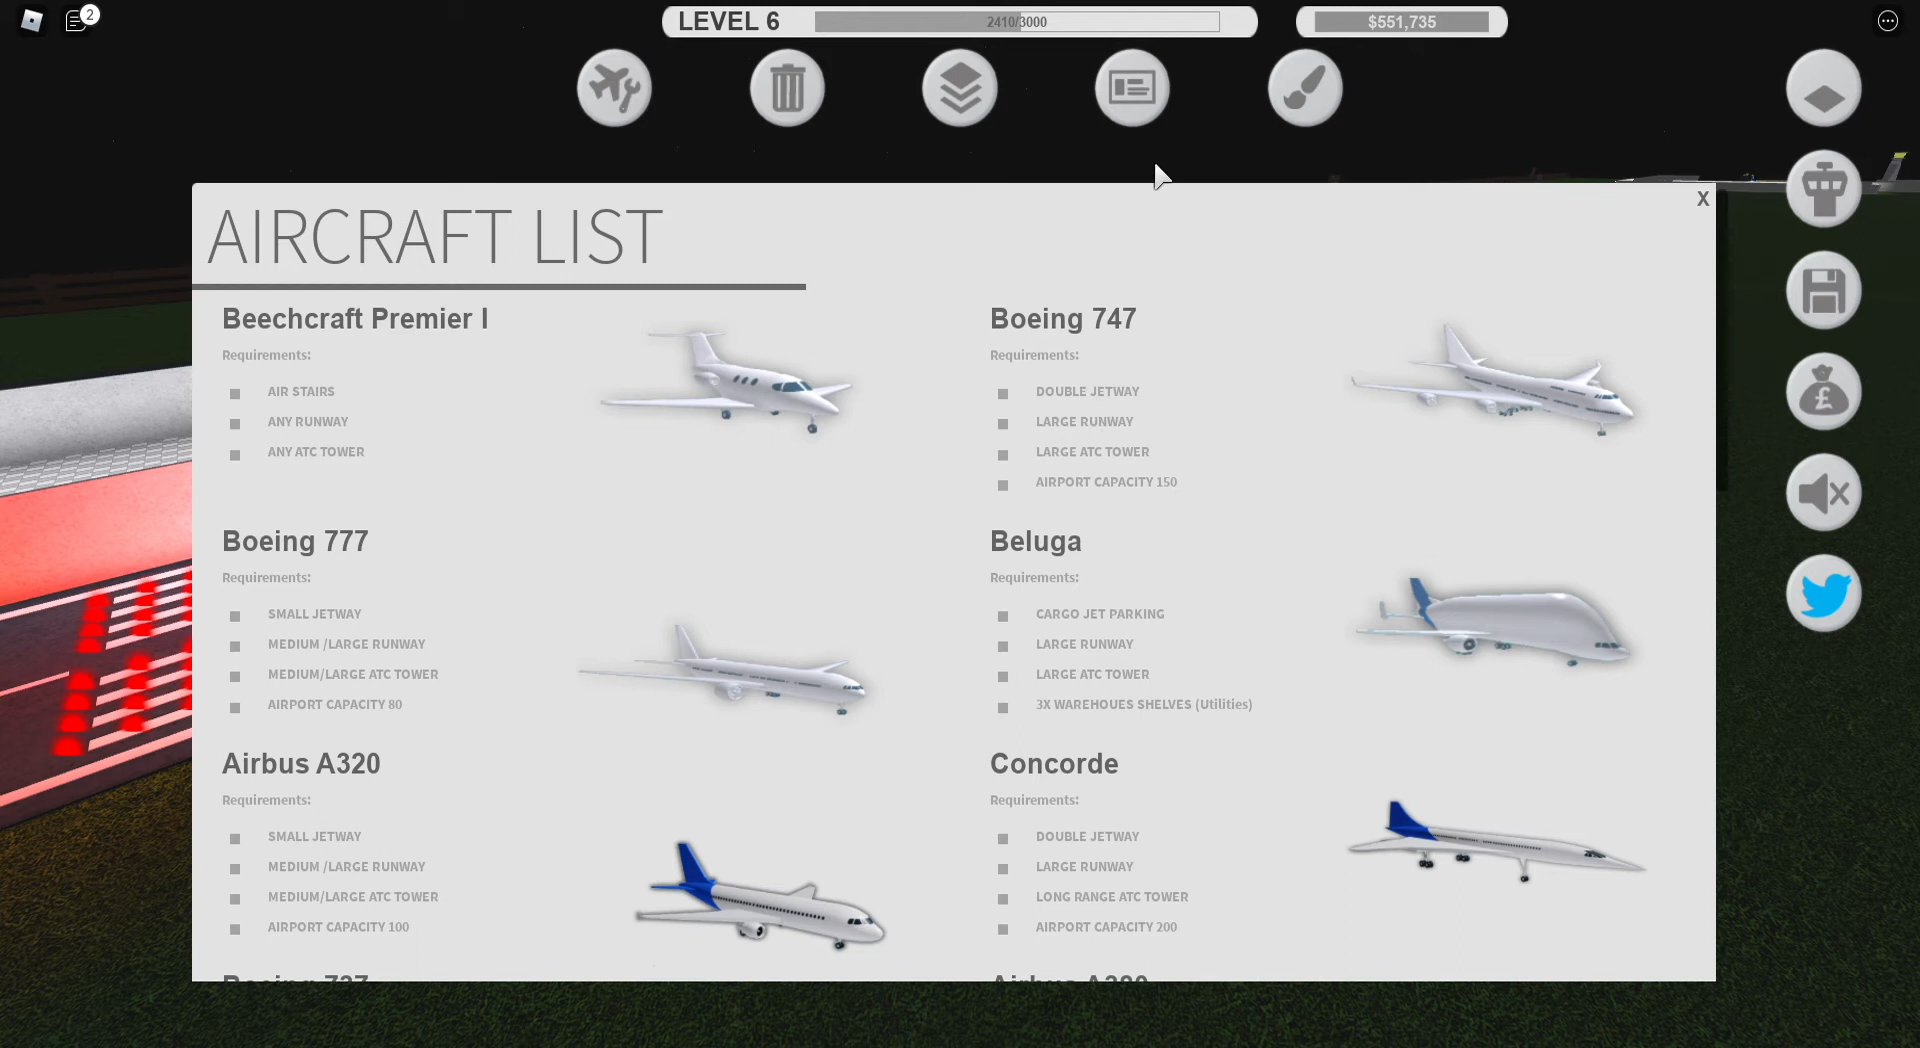 2
LEVEL 6
2410/3000
$551,735
X
AIRCRAFT LIST
Beechcraft Premier I
Requirements:
AIR STAIRS
ANY RUNWAY
ANY ATC TOWER
Boeing 747
Requirements:
DOUBLE JETWAY
LARGE RUNWAY
LARGE ATC TOWER
AIRPORT CAPACITY 150
Boeing 777
Requirements:
SMALL JETWAY
MEDIUM /LARGE RUNWAY
MEDIUM/LARGE ATC TOWER
AIRPORT CAPACITY 80
Beluga
Requirements:
CARGO JET PARKING
LARGE RUNWAY
LARGE ATC TOWER
3X WAREHOUES SHELVES (Utilities)
Airbus A320
Requirements:
SMALL JETWAY
MEDIUM /LARGE RUNWAY
MEDIUM/LARGE ATC TOWER
AIRPORT CAPACITY 100
Concorde
Requirements:
DOUBLE JETWAY
LARGE RUNWAY
LONG RANGE ATC TOWER
AIRPORT CAPACITY 200
Boeing 737
Airbus
£